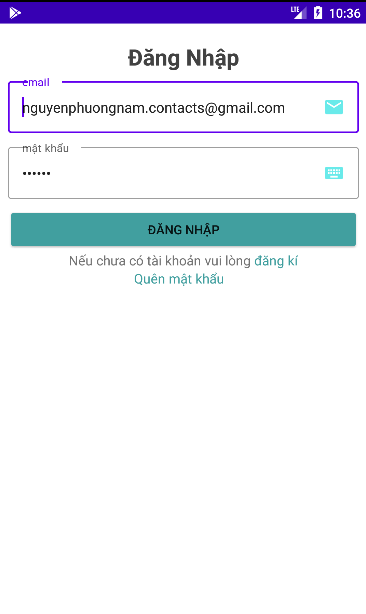 LTE 10:36
Đăng Nhập
email
nguyenphuongnam.contacts@gmail.com
mật khẩu
••••••
ĐĂNG NHẬP
Nếu chưa có tài khoản vui lòng đăng kí
Quên mật khẩu